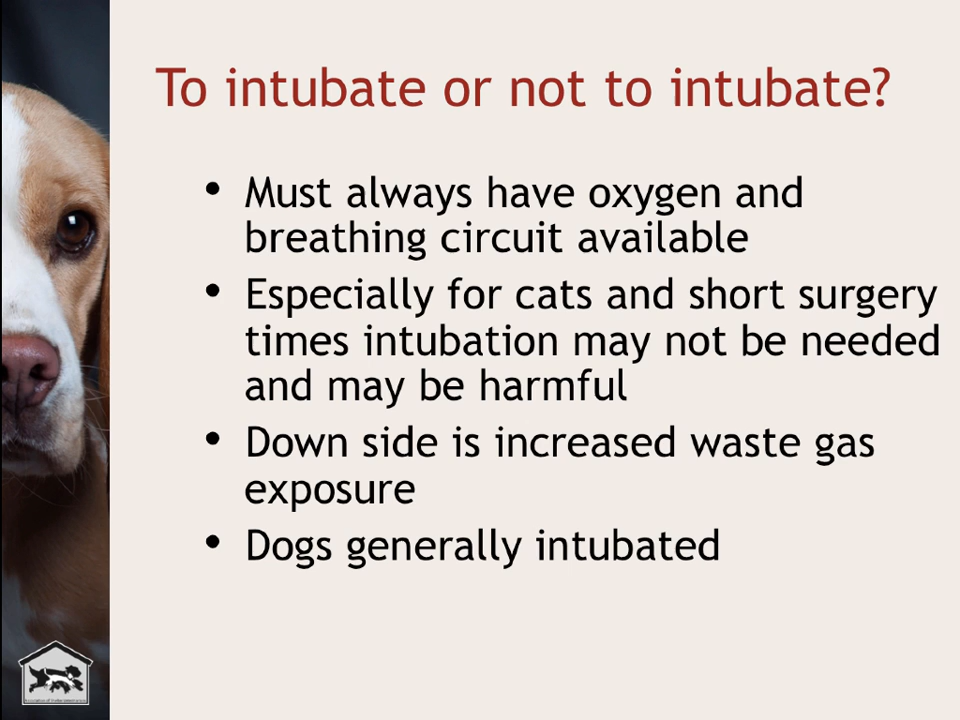 To intubate or not to intubate?
• Must always have oxygen and
breathing circuit available
• Especially for cats and short surgery
times intubation may not be needed
and may be harmful
• Down side is increased waste gas
exposure
• Dogs generally intubated